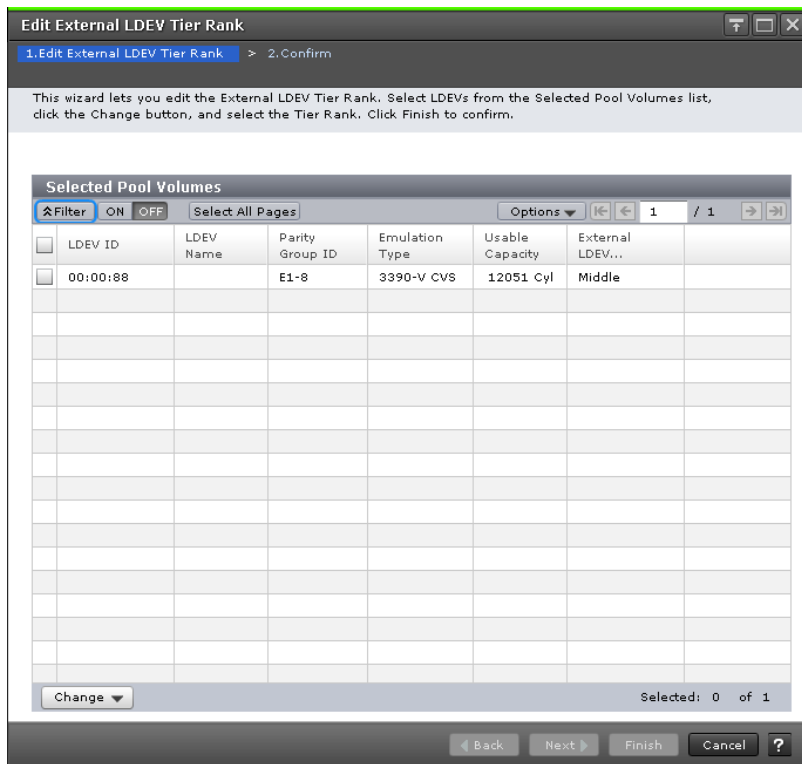 Edit External LDEV Tier Rank
1.Edit External LDEV Tier Rank > 2.Confirm
This wizard lets you edit the External LDEV Tier Rank. Select LDEVs from the Selected Pool Volumes list,
click the Change button, and select the Tier Rank. Click Finish to confirm.
Selected Pool Volumes
Filter ON OFF Select All Pages Options 1 / 1
LDEV ID LDEV Name Parity Group ID Emulation Type Usable Capacity External LDEV...
00:00:88 E1-8 3390-V CVS 12051 Cyl Middle
Change Selected: 0 of 1
Back Next Finish Cancel ?